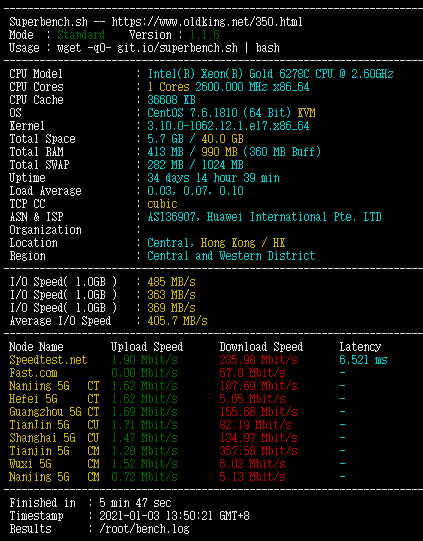 Superbench.sh -- https://www.oldking.net/350.html
Mode : Standard Version : 1.1.6
Usage : wget -qO- git.io/superbench.sh | bash
CPU Model : Intel(R) Xeon(R) Gold 6278C CPU @ 2.60GHz
CPU Cores : 1 Cores 2600.000 MHz x86_64
CPU Cache : 36608 KB
OS : CentOS 7.6.1810 (64 Bit) KVM
Kernel : 3.10.0-1062.12.1.el7.x86_64
Total Space : 5.7 GB / 40.0 GB
Total RAM : 413 MB / 990 MB (360 MB Buff)
Total SWAP : 282 MB / 1024 MB
Uptime : 34 days 14 hour 39 min
Load Average : 0.03, 0.07, 0.10
TCP CC : cubic
ASN & ISP : AS136907, Huawei International Pte. LTD
Organization :
Location : Central, Hong Kong / HK
Region : Central and Western District
I/O Speed( 1.0GB ) : 485 MB/s
I/O Speed( 1.0GB ) : 363 MB/s
I/O Speed( 1.0GB ) : 369 MB/s
Average I/O Speed : 405.7 MB/s
Node Name Upload Speed Download Speed Latency
Speedtest.net 1.90 Mbit/s 235.98 Mbit/s 6.521 ms
Fast.com 0.00 Mbit/s 67.8 Mbit/s -
Nanjing 5G CT 1.62 Mbit/s 187.69 Mbit/s -
Hefei 5G CT 1.62 Mbit/s 5.65 Mbit/s -
Guangzhou 5G CT 1.69 Mbit/s 155.68 Mbit/s -
TianJin 5G CU 1.71 Mbit/s 82.19 Mbit/s -
Shanghai 5G CU 1.47 Mbit/s 134.97 Mbit/s -
Tianjin 5G CM 1.28 Mbit/s 357.58 Mbit/s -
Wuxi 5G CM 1.52 Mbit/s 6.02 Mbit/s -
Nanjing 5G CM 0.72 Mbit/s 5.13 Mbit/s -
Finished in : 5 min 47 sec
Timestamp : 2021-01-03 13:50:21 GMT+8
Results : /root/bench.log